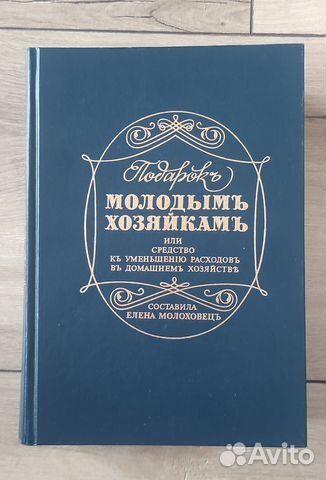 Подарокъ
МОЛОДЫМЪ
ХОЗЯЙКАМЪ
ИЛИ
СРЕДСТВО
КЪ УМЕНЬШЕНІЮ РАСХОДОВЪ
ВЪ ДОМАШНЕМЪ ХОЗЯЙСТВѢ
СОСТАВИЛА
ЕЛЕНА МОЛОХОВЕЦЪ
Avito